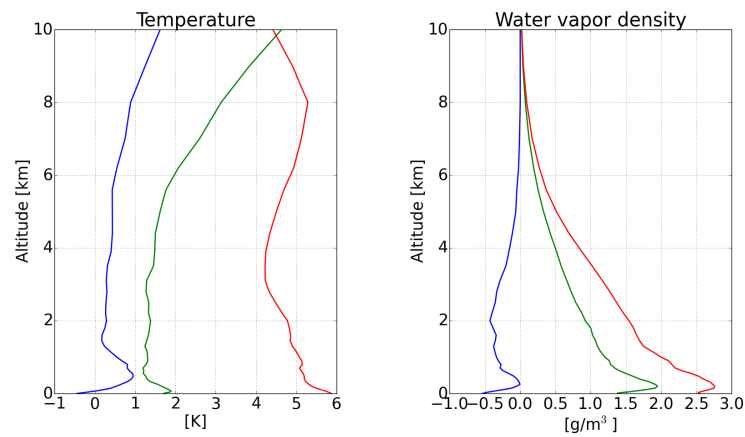 Temperature
10
8
6
4
2
0
Altitude [km]
−1 0 1 2 3 4 5 6
[K]
Water vapor density
10
8
6
4
2
0
Altitude [km]
−1.0 −0.5 0.0 0.5 1.0 1.5 2.0 2.5 3.0
[g/m³ ]